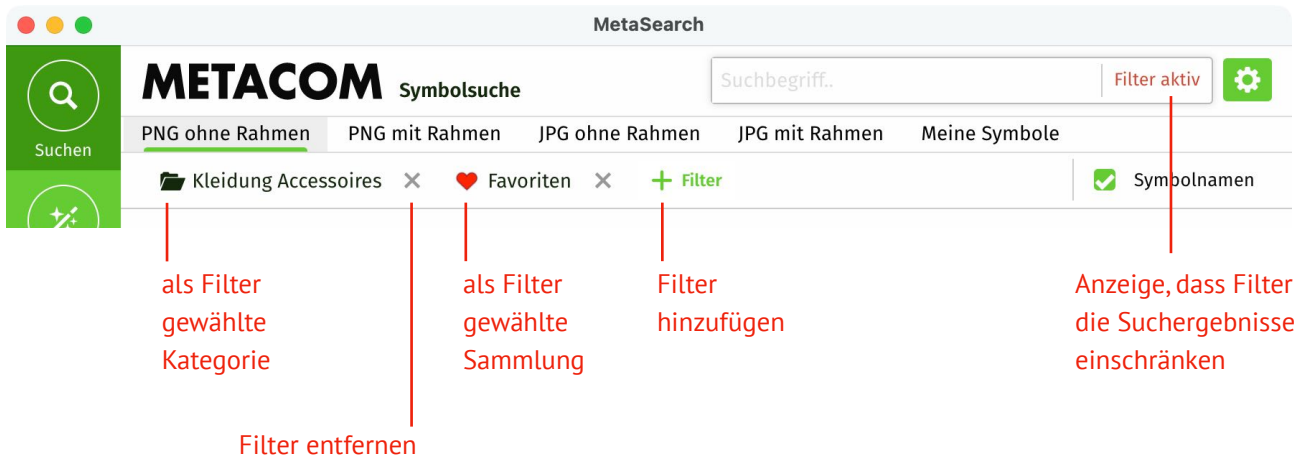 MetaSearch
METACOM Symbolsuche
Suchbegriff..
Filter aktiv
Suchen
PNG ohne Rahmen
PNG mit Rahmen
JPG ohne Rahmen
JPG mit Rahmen
Meine Symbole
Kleidung Accessoires
Favoriten
Filter
Symbolnamen
als Filter
gewählte
Kategorie
als Filter
gewählte
Sammlung
Filter
hinzufügen
Anzeige, dass Filter
die Suchergebnisse
einschränken
Filter entfernen